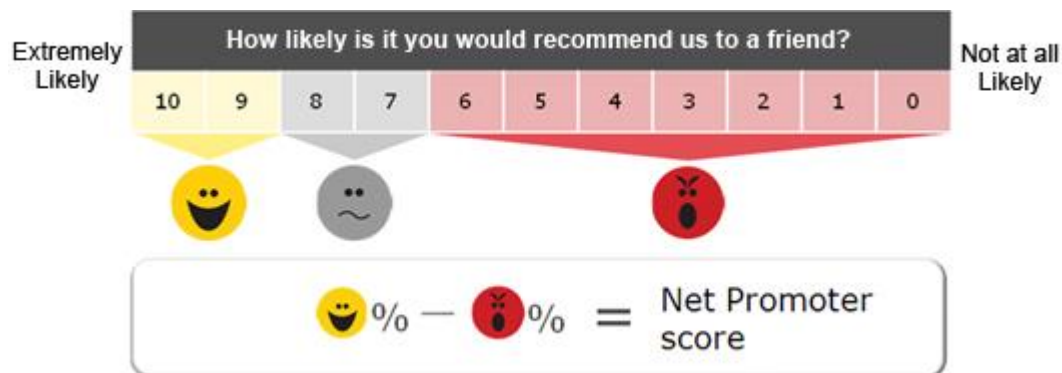 How likely is it you would recommend us to a friend?
Extremely
Likely
Not at all
Likely
10 9 8 7 6 5 4 3 2 1 0
% — % = Net Promoter
score